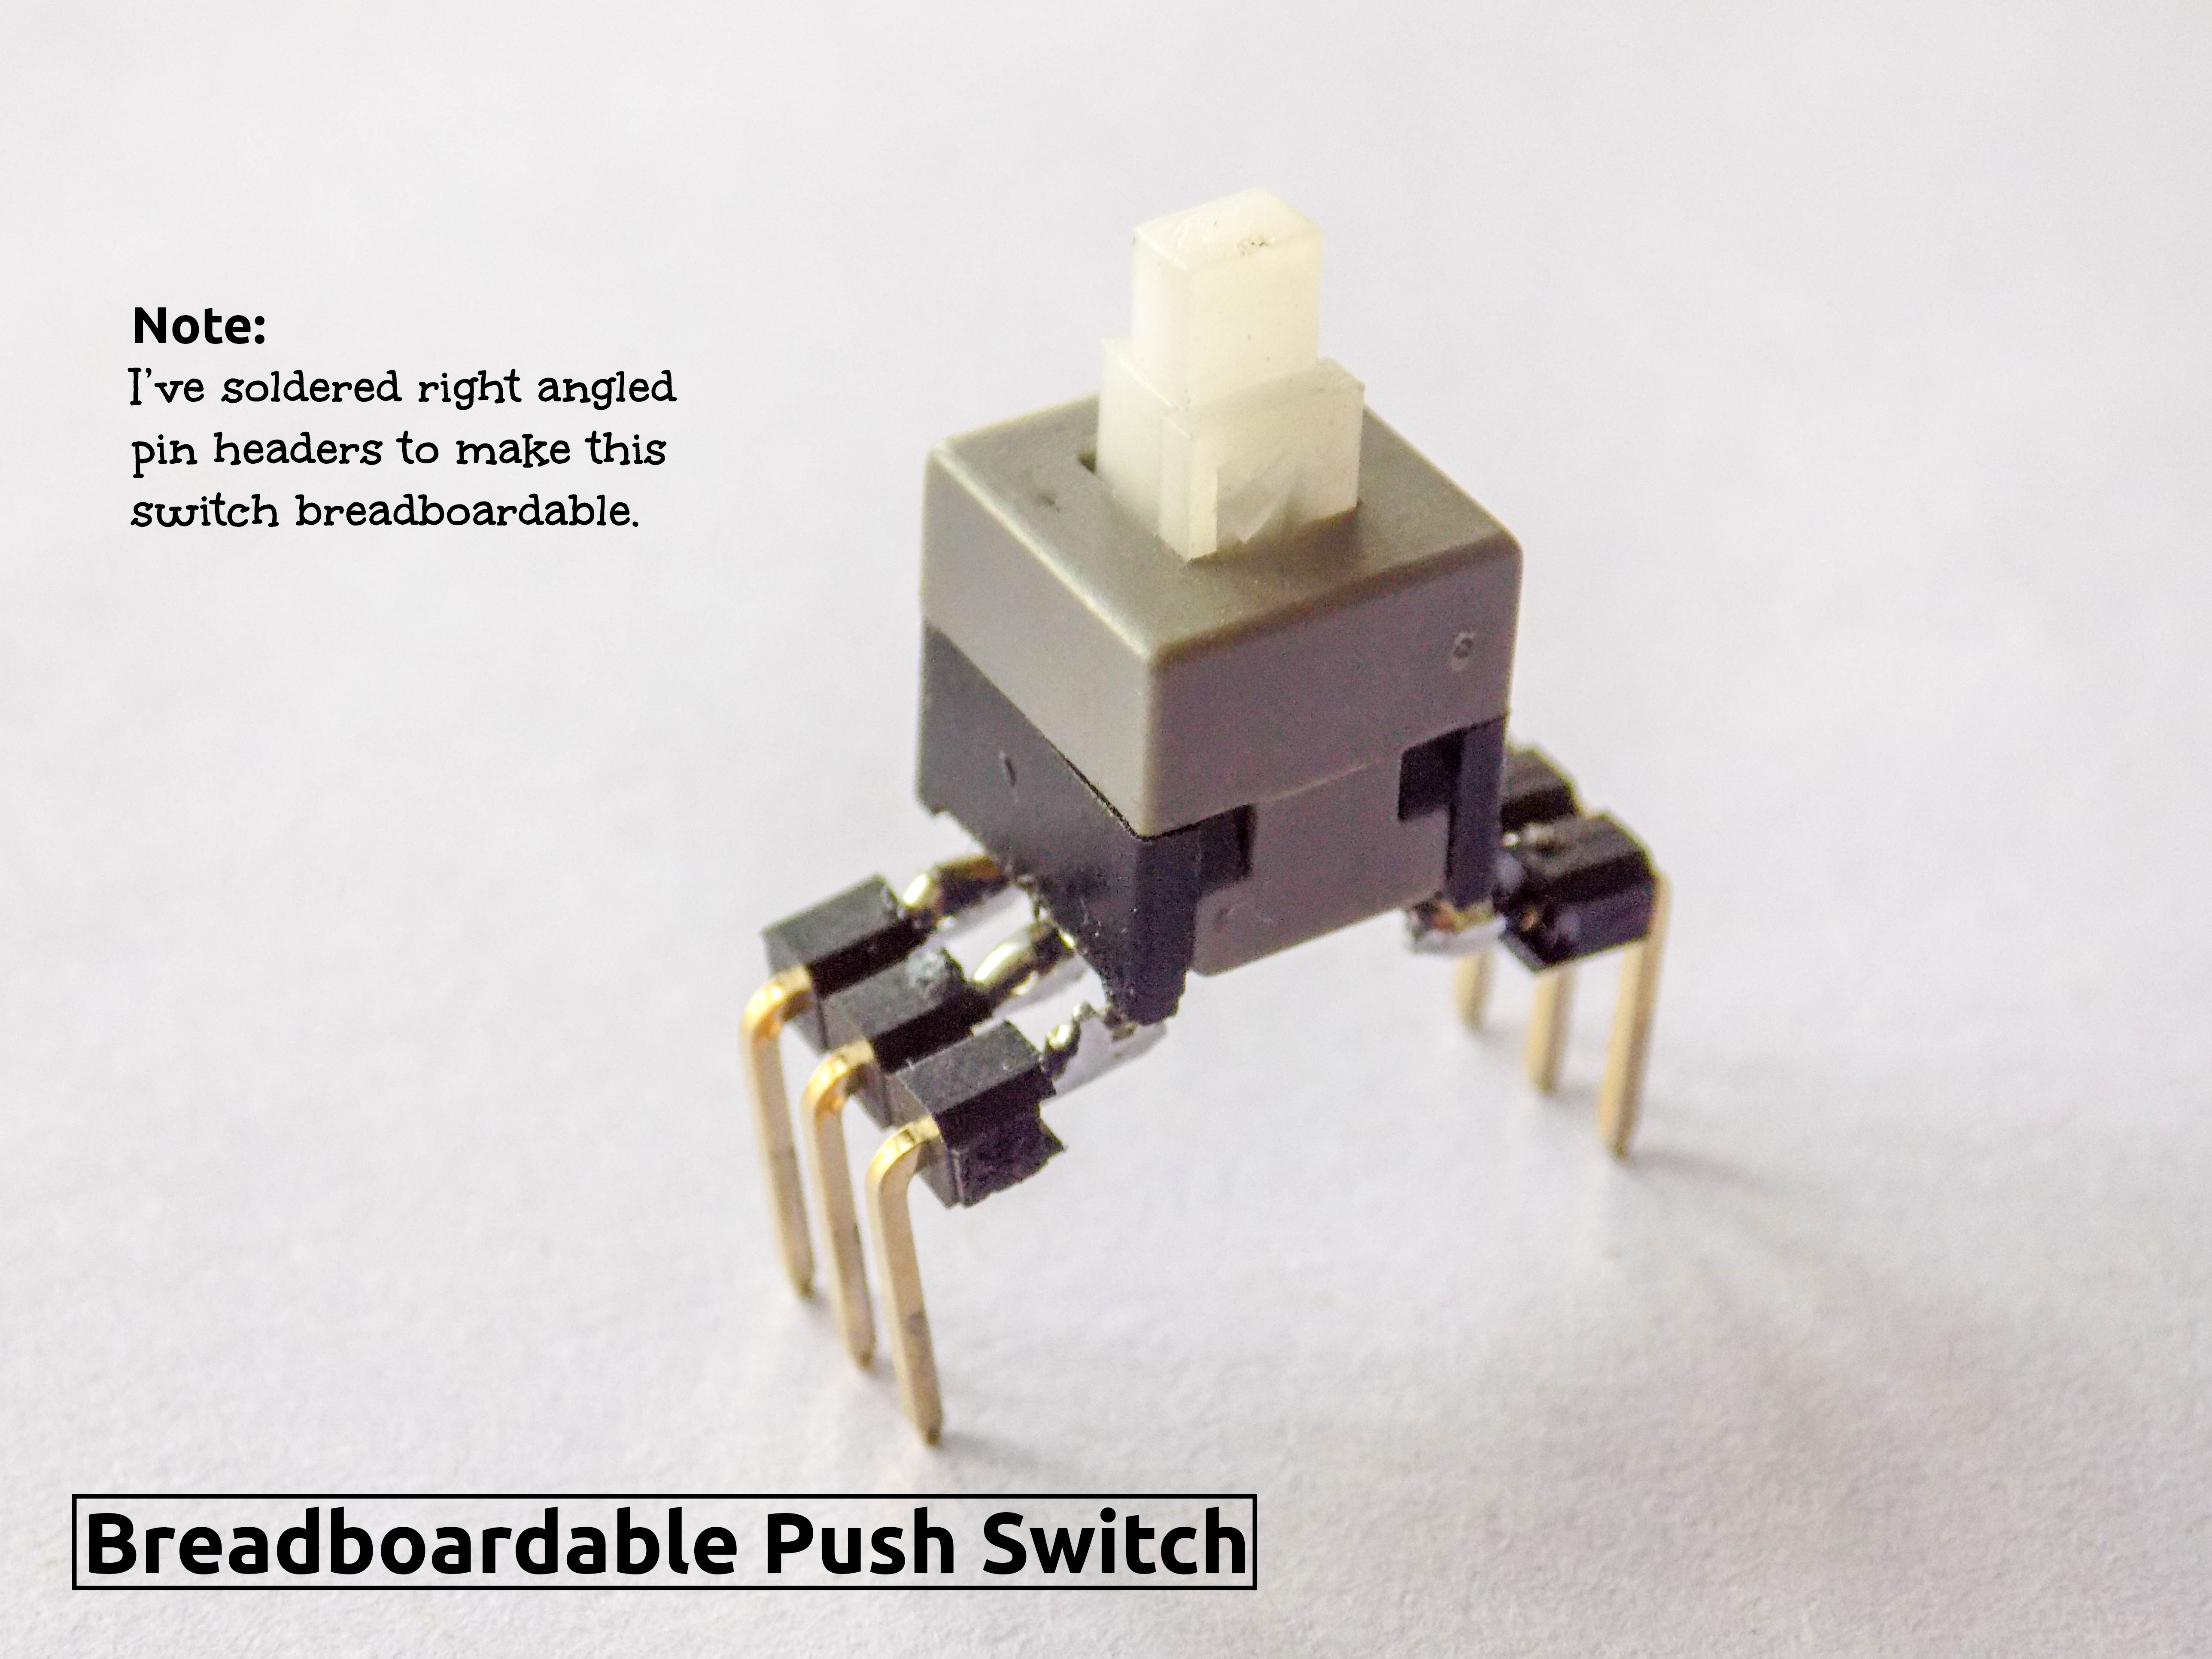 Note:
I've soldered right angled
pin headers to make this
switch breadboardable.
Breadboardable Push Switch